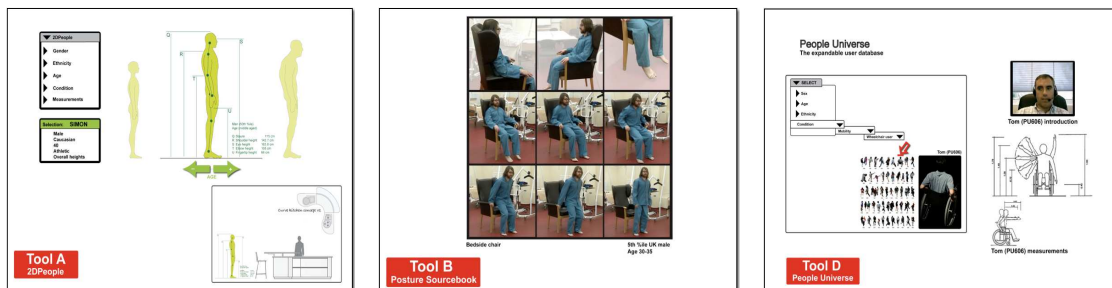 2DPeople
Gender
Ethnicity
Age
Condition
Measurements
Selection: SIMON
Male
Caucasian
40
Athletic
Overall heights
AGE
Tool A
2DPeople
Bedside chair
5th %ile UK male
Age 30-35
Tool B
Posture Sourcebook
People Universe
The expandable user database
SELECT
Sex
Age
Ethnicity
Condition
Mobility
Wheelchair user
Tom (PU606)
Tom (PU606) introduction
Tom (PU606) measurements
Tool D
People Universe